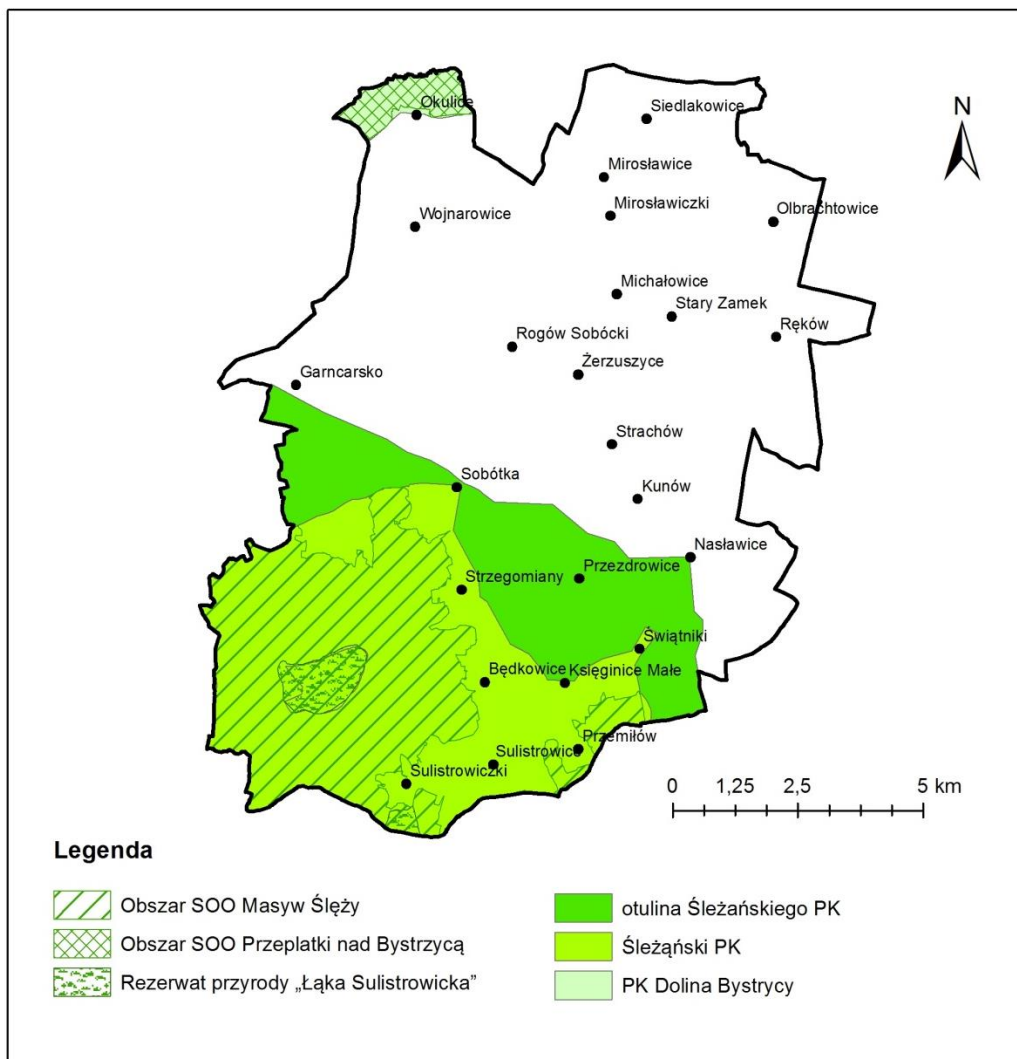 Okulice
Siedlakowice
N
Mirosławice
Mirosławiczki
Olbrachtowice
Wojnarowice
Michałowice
Stary Zamek
Rogów Sobócki
Ręków
Żerzuszyce
Garncarsko
Strachów
Sobótka
Kunów
Nasławice
Strzegomiany
Przezdrowice
Świątniki
Będkowice
Księginice Małe
Przemiłów
Sulistrowice
Sulistrowiczki
0 1,25 2,5 5 km
Legenda
Obszar SOO Masyw Ślęży
Obszar SOO Przeplatki nad Bystrzycą
Rezerwat przyrody „Łąka Sulistrowicka”
otulina Śleżańskiego PK
Śleżąński PK
PK Dolina Bystrycy